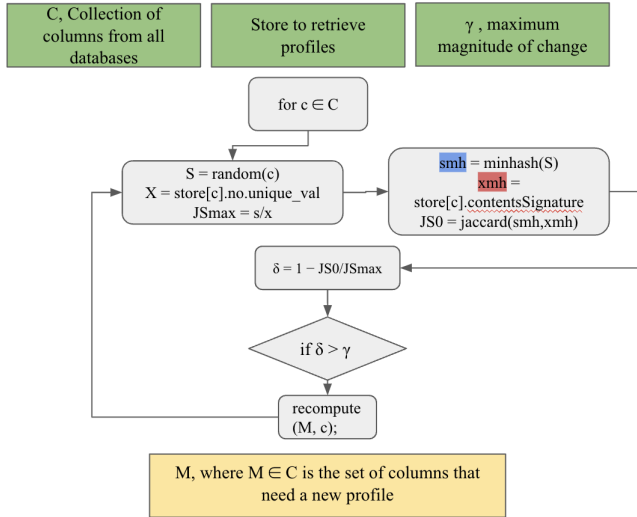 C, Collection of
columns from all
databases
Store to retrieve
profiles
γ , maximum
magnitude of change
for c ∈ C
S = random(c)
X = store[c].no.unique_val
JSmax = s/x
smh = minhash(S)
xmh =
store[c].contentsSignature
JS0 = jaccard(smh,xmh)
δ = 1 − JS0/JSmax
if δ > γ
recompute
(M, c);
M, where M ∈ C is the set of columns that
need a new profile